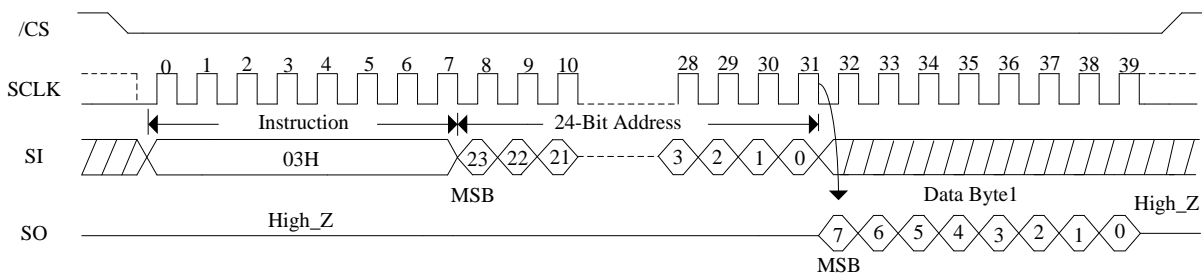 /CS
0 1 2 3 4 5 6 7 8 9 10 28 29 30 31 32 33 34 35 36 37 38 39
SCLK
Instruction 24-Bit Address
SI 03H 23 22 21 3 2 1 0
MSB Data Byte1
High_Z High_Z
SO 7 6 5 4 3 2 1 0
MSB